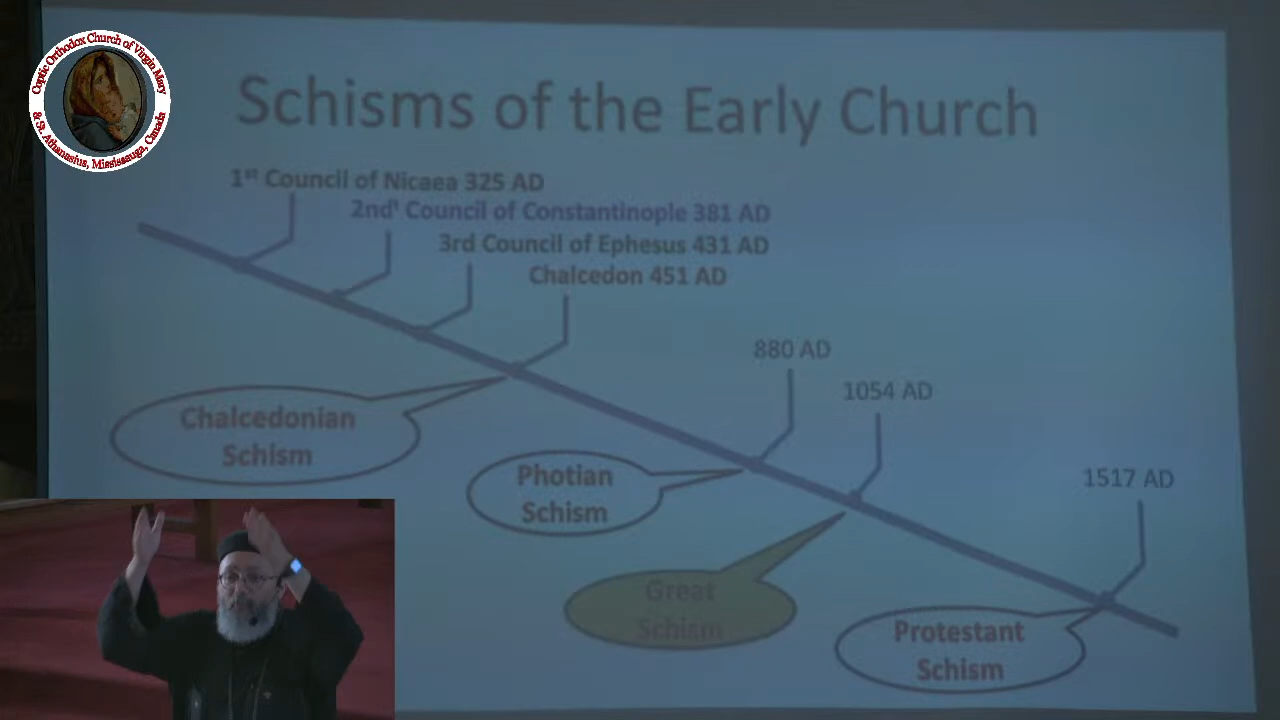 Coptic Orthodox Church of Virgin Mary
& St. Athanasius, Mississauga, Canada
Schisms of the Early Church
1st Council of Nicaea 325 AD
2nd' Council of Constantinople 381 AD
3rd Council of Ephesus 431 AD
Chalcedon 451 AD
880 AD
1054 AD
Chalcedonian
Schism
Photian
Schism
1517 AD
Great
Schism
Protestant
Schism